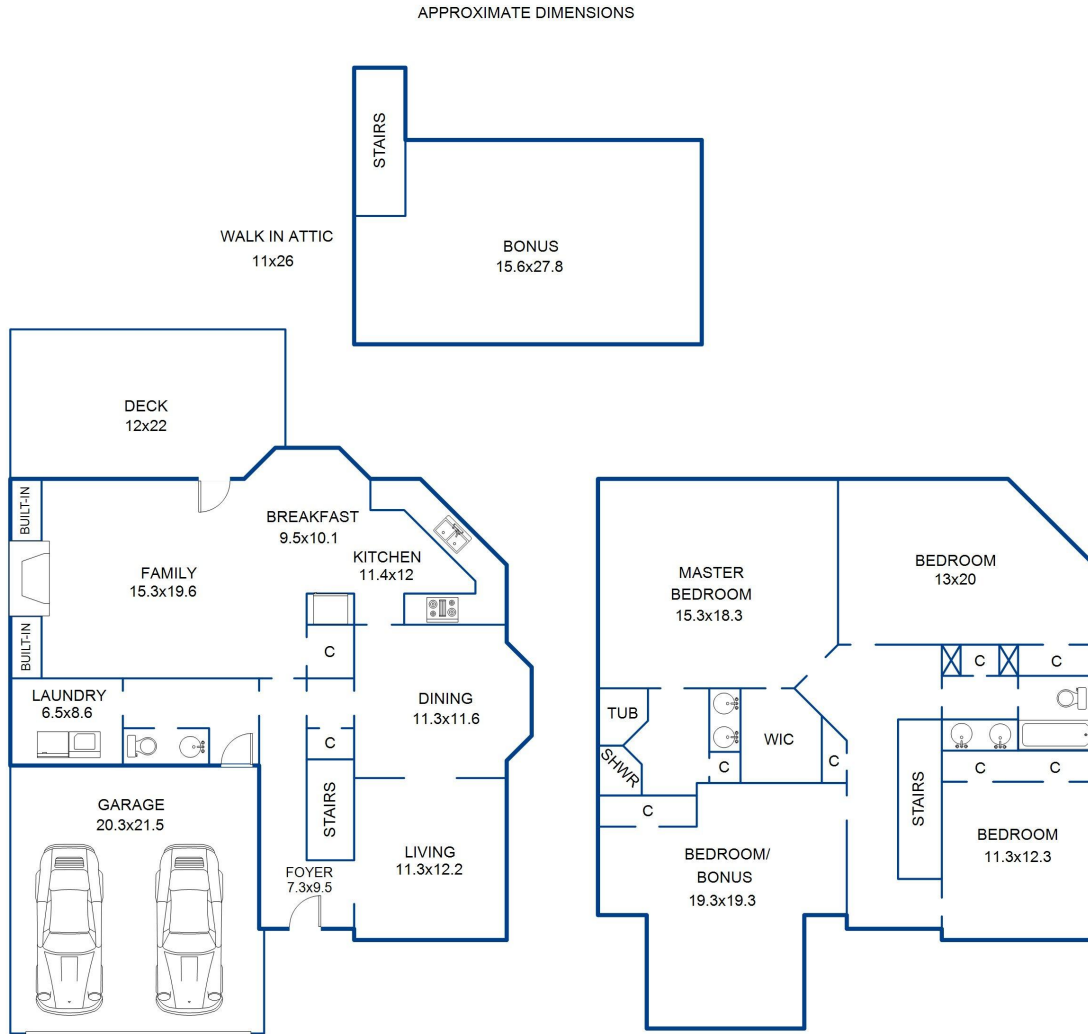 APPROXIMATE DIMENSIONS
STAIRS
WALK IN ATTIC
11x26
BONUS
15.6x27.8
DECK
12x22
BUILT-IN
BREAKFAST
9.5x10.1
KITCHEN
11.4x12
FAMILY
15.3x19.6
BUILT-IN
C
LAUNDRY
6.5x8.6
DINING
11.3x11.6
C
GARAGE
20.3x21.5
STAIRS
LIVING
11.3x12.2
FOYER
7.3x9.5
MASTER
BEDROOM
15.3x18.3
BEDROOM
13x20
C
C
TUB
WIC
SHWR
C
C
C
C
C
STAIRS
BEDROOM/
BONUS
19.3x19.3
BEDROOM
11.3x12.3